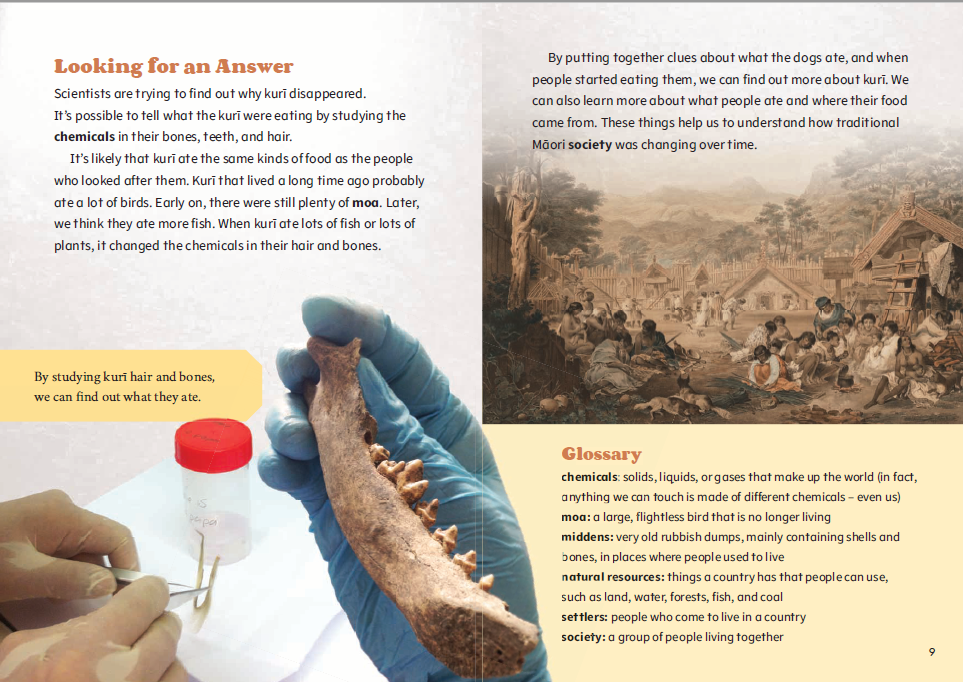 Looking for an Answer
Scientists are trying to find out why kurī disappeared.
It's possible to tell what the kurī were eating by studying the
chemicals in their bones, teeth, and hair.
It's likely that kurī ate the same kinds of food as the people
who looked after them. Kurī that lived a long time ago probably
ate a lot of birds. Early on, there were still plenty of moa. Later,
we think they ate more fish. When kurī ate lots of fish or lots of
plants, it changed the chemicals in their hair and bones.
By studying kurī hair and bones,
we can find out what they ate.
By putting together clues about what the dogs ate, and when
people started eating them, we can find out more about kurī. We
can also learn more about what people ate and where their food
came from. These things help us to understand how traditional
Māori society was changing over time.
Glossary
chemicals: solids, liquids, or gases that make up the world (in fact,
anything we can touch is made of different chemicals – even us)
moa: a large, flightless bird that is no longer living
middens: very old rubbish dumps, mainly containing shells and
bones, in places where people used to live
natural resources: things a country has that people can use,
such as land, water, forests, fish, and coal
settlers: people who come to live in a country
society: a group of people living together
9